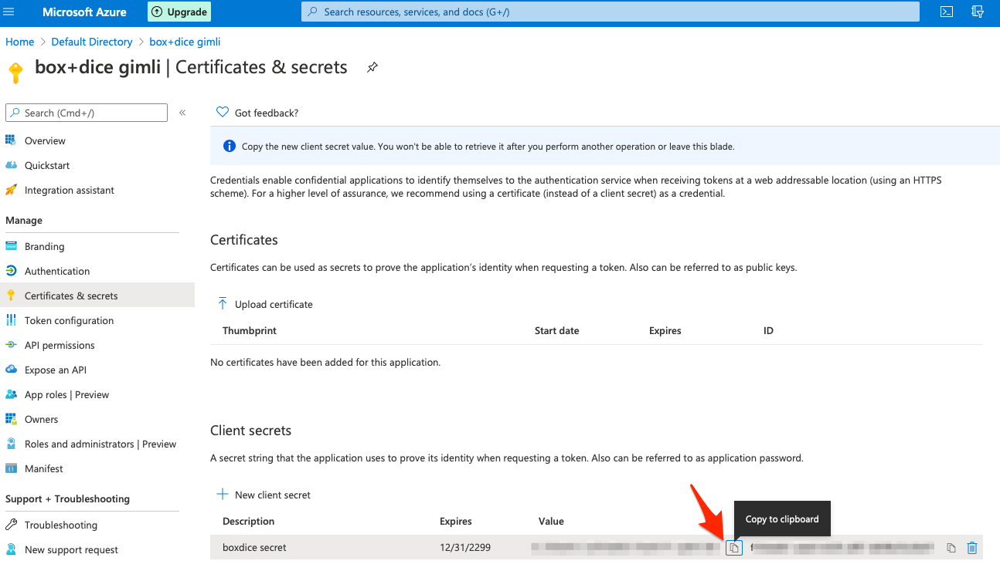 Microsoft Azure
Upgrade
Search resources, services, and docs (G+/)
Home > Default Directory > box+dice gimli
box+dice gimli | Certificates & secrets
Search (Cmd+/)
«
Overview
Quickstart
Integration assistant
Manage
Branding
Authentication
Certificates & secrets
Token configuration
API permissions
Expose an API
App roles | Preview
Owners
Roles and administrators | Preview
Manifest
Support + Troubleshooting
Troubleshooting
New support request
Got feedback?
Copy the new client secret value. You won't be able to retrieve it after you perform another operation or leave this blade.
Credentials enable confidential applications to identify themselves to the authentication service when receiving tokens at a web addressable location (using an HTTPS
scheme). For a higher level of assurance, we recommend using a certificate (instead of a client secret) as a credential.
Certificates
Certificates can be used as secrets to prove the application's identity when requesting a token. Also can be referred to as public keys.
Upload certificate
Thumbprint Start date Expires ID
No certificates have been added for this application.
Client secrets
A secret string that the application uses to prove its identity when requesting a token. Also can be referred to as application password.
New client secret
Description Expires Value
Copy to clipboard
boxdice secret 12/31/2299